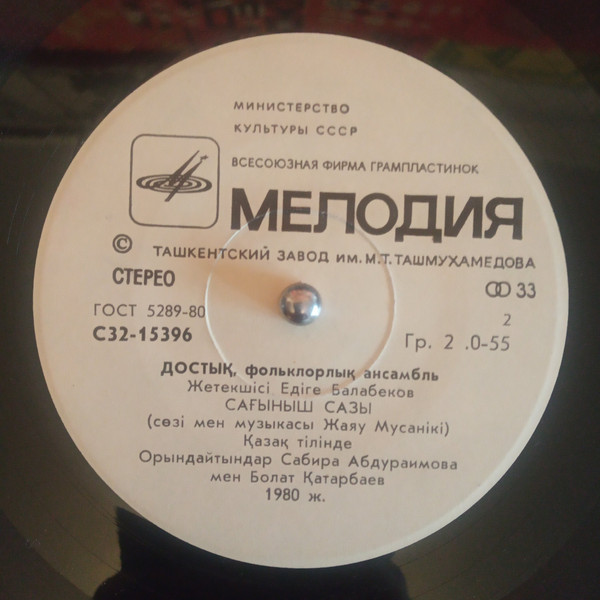 МИНИСТЕРСТВО
КУЛЬТУРЫ СССР
ВСЕСОЮЗНАЯ ФИРМА ГРАМПЛАСТИНОК
МЕЛОДИЯ
© ТАШКЕНТСКИЙ ЗАВОД ИМ. М.Т. ТАШМУХАМЕДОВА
СТЕРЕО
33
ГОСТ 5289-80
2
С32-15396
Гр. 2 .0-55
ДОСТЫҚ, фольклорлық ансамбль
Жетекшісі Едіге Балабеков
САҒЫНЫШ САЗЫ
(сөзі мен музыкасы Жаяу Мусанікі)
Қазақ тілінде
Орындайтындар Сабира Абдураимова
мен Болат Қатарбаев
1980 ж.